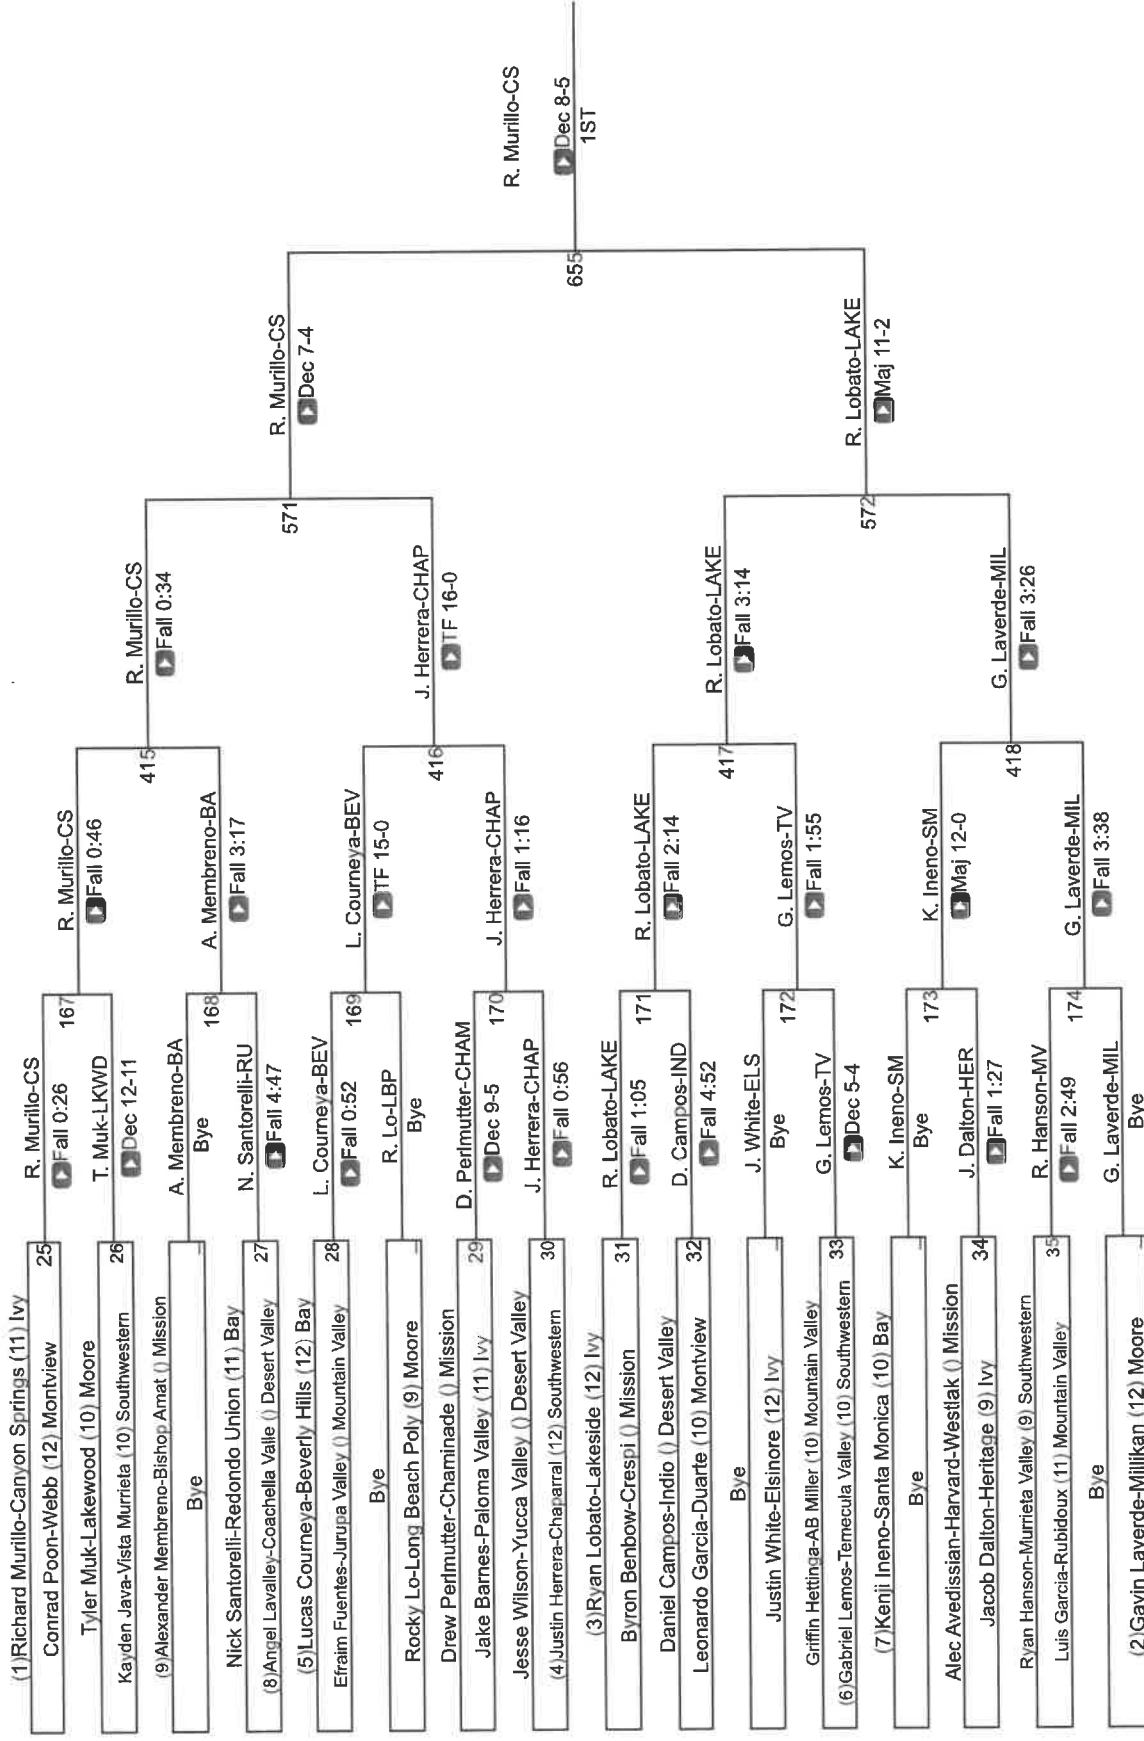 (1)Richard Murillo-Canyon Springs (11) Ivy
25
Conrad Poon-Webb (12) Montview
Tyler Muk-Lakewood (10) Moore
26
Kayden Java-Vista Murrieta (10) Southwestern
(9)Alexander Membreno-Bishop Amat () Mission
Bye
Nick Santorelli-Redondo Union (11) Bay
27
(8)Angel Lavalley-Coachella Valle () Desert Valley
(5)Lucas Courneya-Beverly Hills (12) Bay
28
Efraim Fuentes-Jurupa Valley () Mountain Valley
Bye
Rocky Lo-Long Beach Poly (9) Moore
Drew Perlmutter-Chaminade () Mission
29
Jake Barnes-Paloma Valley (11) Ivy
Jesse Wilson-Yucca Valley () Desert Valley
30
(4)Justin Herrera-Chaparral (12) Southwestern
(3)Ryan Lobato-Lakeside (12) Ivy
31
Byron Benbow-Crespi () Mission
Daniel Campos-Indio () Desert Valley
32
Leonardo Garcia-Duarte (10) Montview
Bye
Justin White-Elsinore (12) Ivy
Griffin Hettinga-AB Miller (10) Mountain Valley
33
(6)Gabriel Lemos-Temecula Valley (10) Southwestern
(7)Kenji Ineno-Santa Monica (10) Bay
Bye
Alec Avedissian-Harvard-Westlak () Mission
34
Jacob Dalton-Heritage (9) Ivy
Ryan Hanson-Murrieta Valley (9) Southwestern
35
Luis Garcia-Rubidoux (11) Mountain Valley
Bye
(2)Gavin Laverde-Millikan (12) Moore
R. Murillo-CS
Fall 0:26
167
T. Muk-LKWD
Dec 12-11
A. Membreno-BA
Bye
168
N. Santorelli-RU
Fall 4:47
L. Courneya-BEV
Fall 0:52
169
R. Lo-LBP
Bye
D. Perlmutter-CHAM
Dec 9-5
170
J. Herrera-CHAP
Fall 0:56
R. Lobato-LAKE
Fall 1:05
171
D. Campos-IND
Fall 4:52
J. White-ELS
Bye
172
G. Lemos-TV
Dec 5-4
K. Ineno-SM
Bye
173
J. Dalton-HER
Fall 1:27
R. Hanson-MV
Fall 2:49
174
G. Laverde-MIL
Bye
R. Murillo-CS
Fall 0:46
415
A. Membreno-BA
Fall 3:17
L. Courneya-BEV
TF 15-0
416
J. Herrera-CHAP
Fall 1:16
R. Lobato-LAKE
Fall 2:14
417
G. Lemos-TV
Fall 1:55
K. Ineno-SM
Maj 12-0
418
G. Laverde-MIL
Fall 3:38
R. Murillo-CS
Fall 0:34
571
J. Herrera-CHAP
TF 16-0
R. Lobato-LAKE
Fall 3:14
572
G. Laverde-MIL
Fall 3:26
R. Murillo-CS
Dec 7-4
655
R. Lobato-LAKE
Maj 11-2
R. Murillo-CS
Dec 8-5
1ST